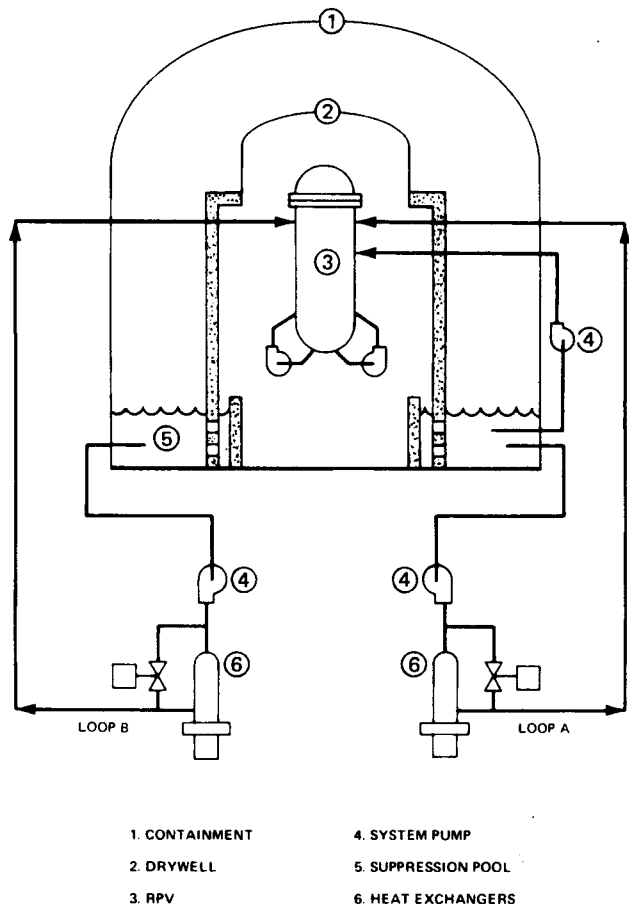 1
2
3
4
5
4
4
6
6
LOOP B
LOOP A
1. CONTAINMENT
2. DRYWELL
3. RPV
4. SYSTEM PUMP
5. SUPPRESSION POOL
6. HEAT EXCHANGERS